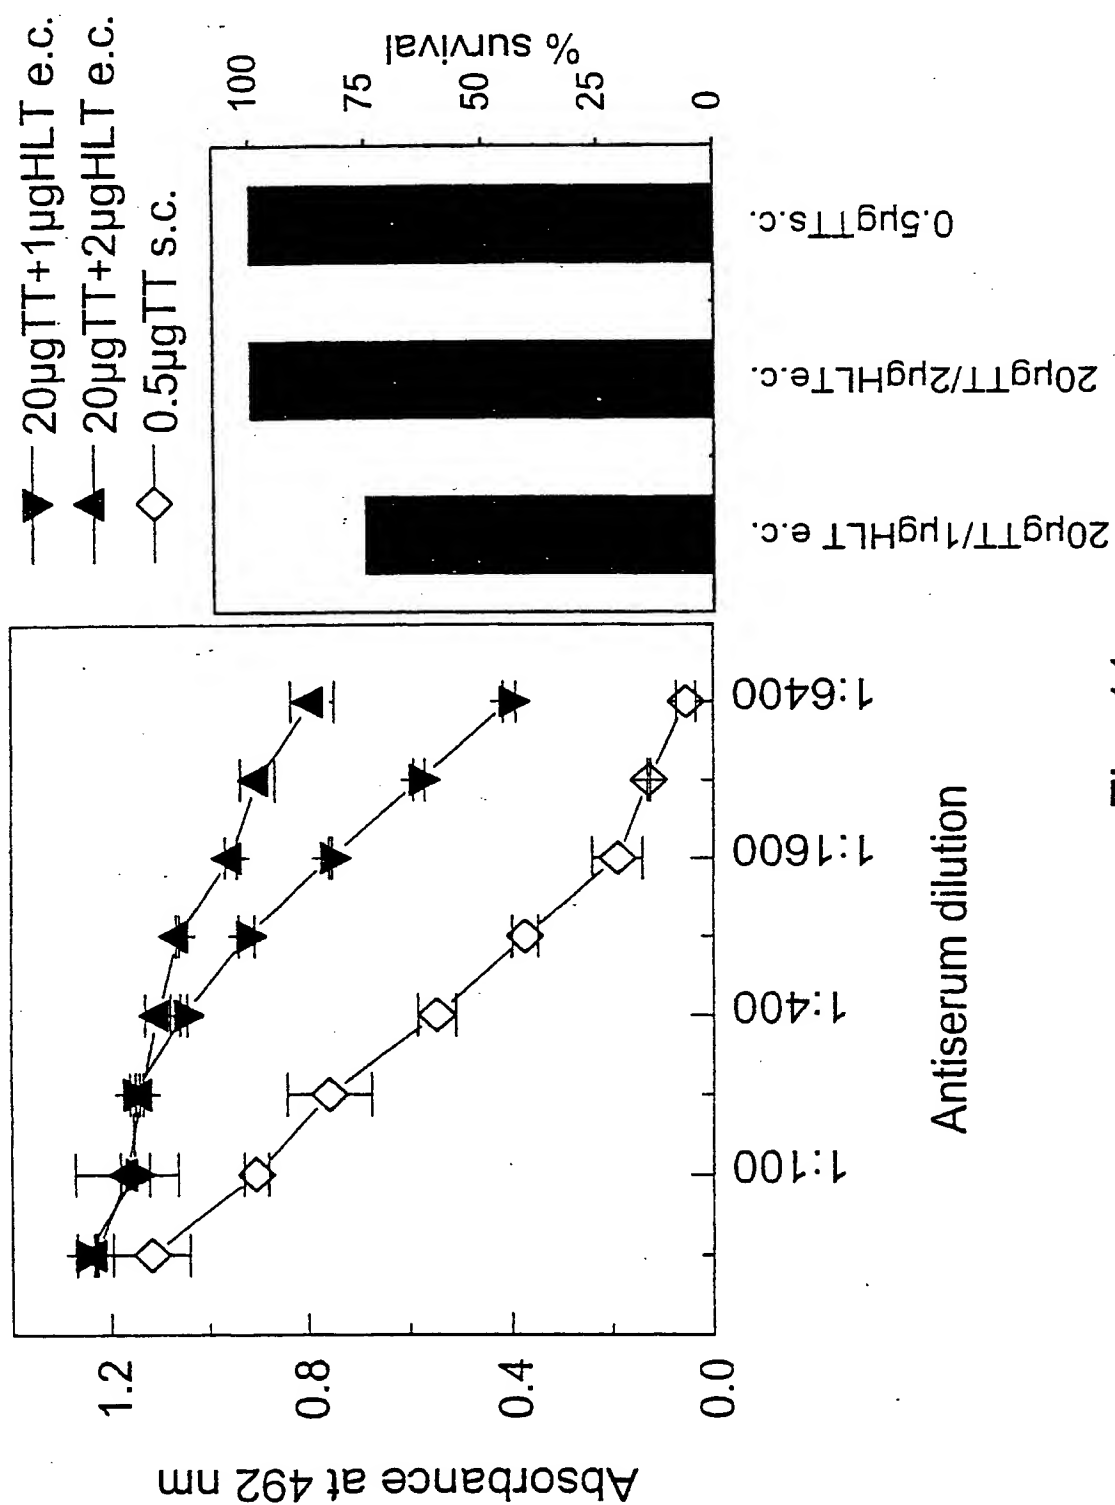 20µgTT+1µgHLT e.c.
20µgTT+2µgHLT e.c.
0.5µgTT s.c.
Absorbance at 492 nm
1.2
0.8
0.4
0.0
1:100
1:400
1:1600
1:6400
Antiserum dilution
% survival
100
75
50
25
0
20µgTT/1µgHLT e.c.
20µgTT/2µgHLTe.c.
0.5µgTTs.c.